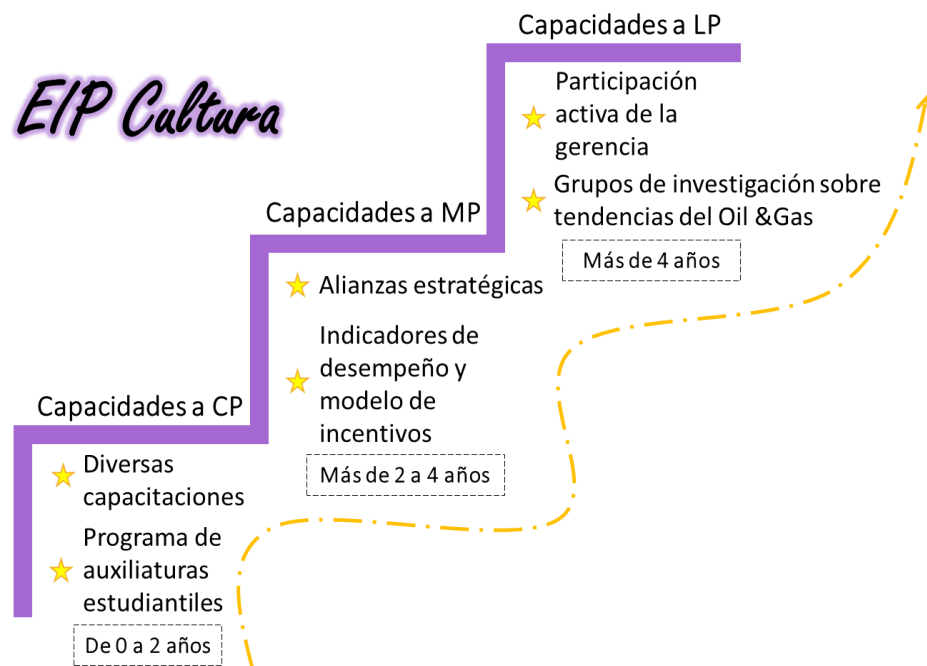 EIP Cultura
Capacidades a LP
Participación
activa de la
gerencia
Grupos de investigación sobre
tendencias del Oil &Gas
Más de 4 años
Capacidades a MP
Alianzas estratégicas
Indicadores de
desempeño y
modelo de
incentivos
Más de 2 a 4 años
Capacidades a CP
Diversas
capacitaciones
Programa de
auxiliaturas
estudiantiles
De 0 a 2 años